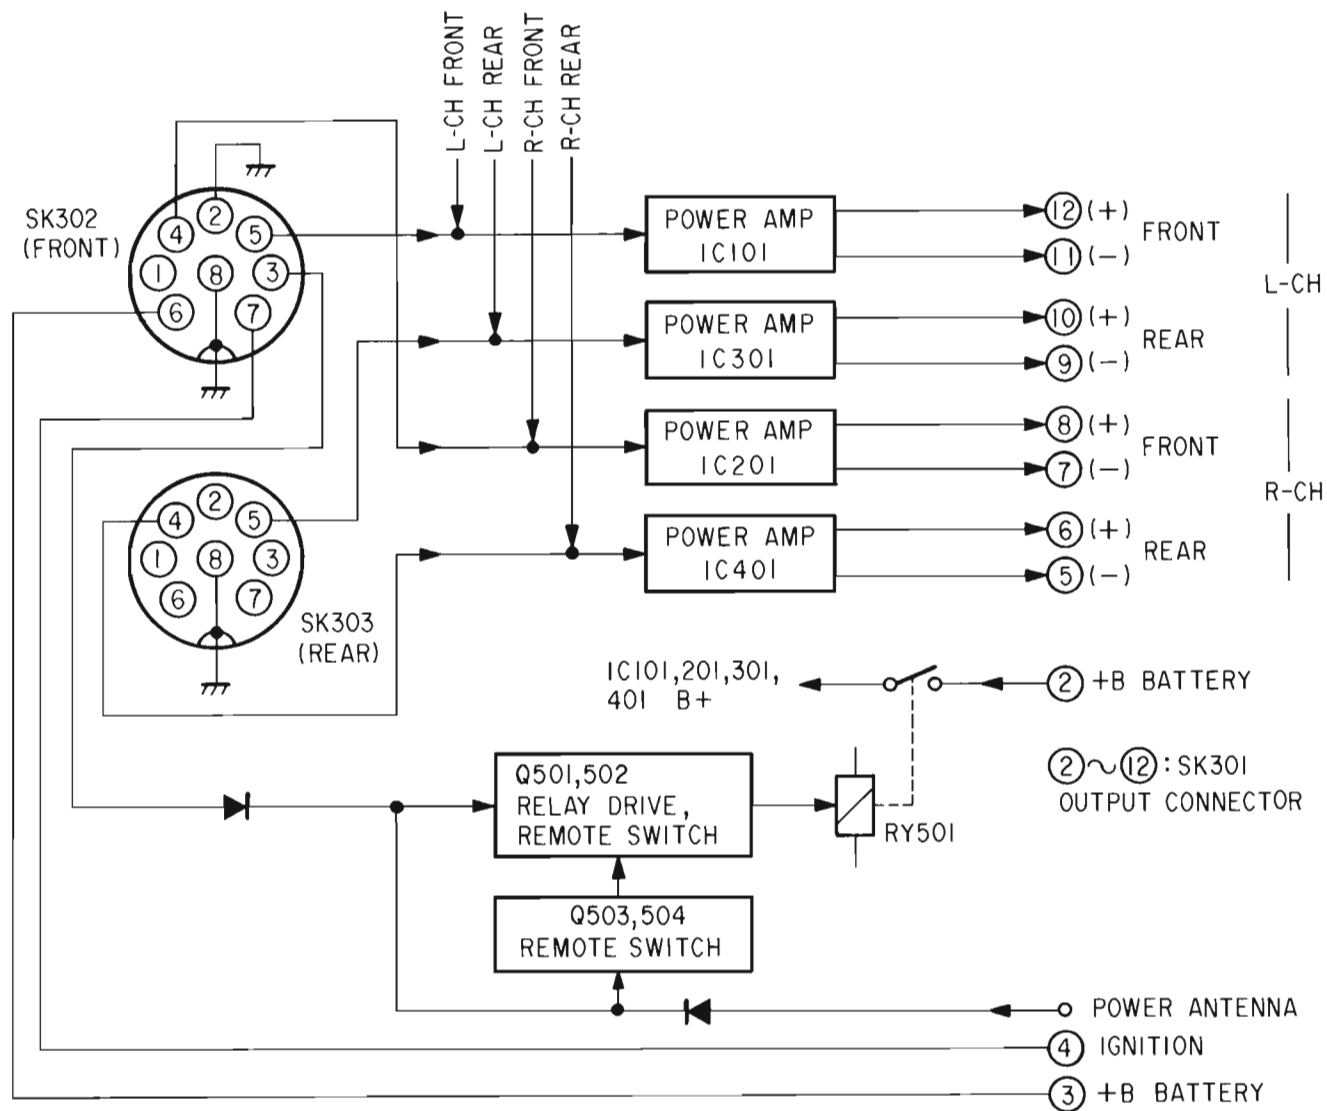 L-CH FRONT
L-CH REAR
R-CH FRONT
R-CH REAR
SK302
(FRONT)
2
4
5
1
8
3
6
7
POWER AMP
IC101
12 (+)
11 (-)
FRONT
POWER AMP
IC301
10 (+)
9 (-)
REAR
L-CH
POWER AMP
IC201
8 (+)
7 (-)
FRONT
POWER AMP
IC401
6 (+)
5 (-)
REAR
R-CH
2
4
5
1
8
3
6
7
SK303
(REAR)
IC101,201,301,
401 B+
2 +B BATTERY
2~12: SK301
OUTPUT CONNECTOR
Q501,502
RELAY DRIVE,
REMOTE SWITCH
RY501
Q503,504
REMOTE SWITCH
POWER ANTENNA
4 IGNITION
3 +B BATTERY